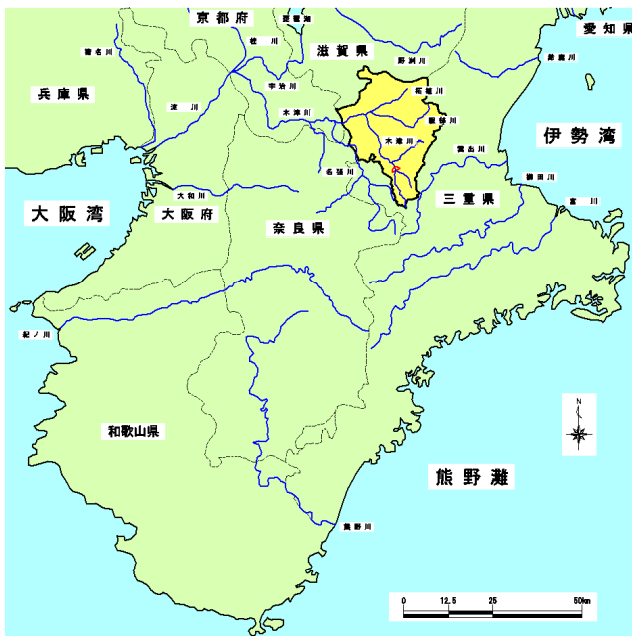 京都府
琵琶湖
愛知県
桂川
滋賀県
猪名川
野洲川
鈴鹿川
兵庫県
宇治川
柘植川
淀川
木津川
服部川
伊勢湾
木津川
雲出川
名張川
櫛田川
大和川
三重県
宮川
大阪湾
大阪府
奈良県
紀ノ川
N
和歌山県
熊野灘
熊野川
0 12.5 25 50km